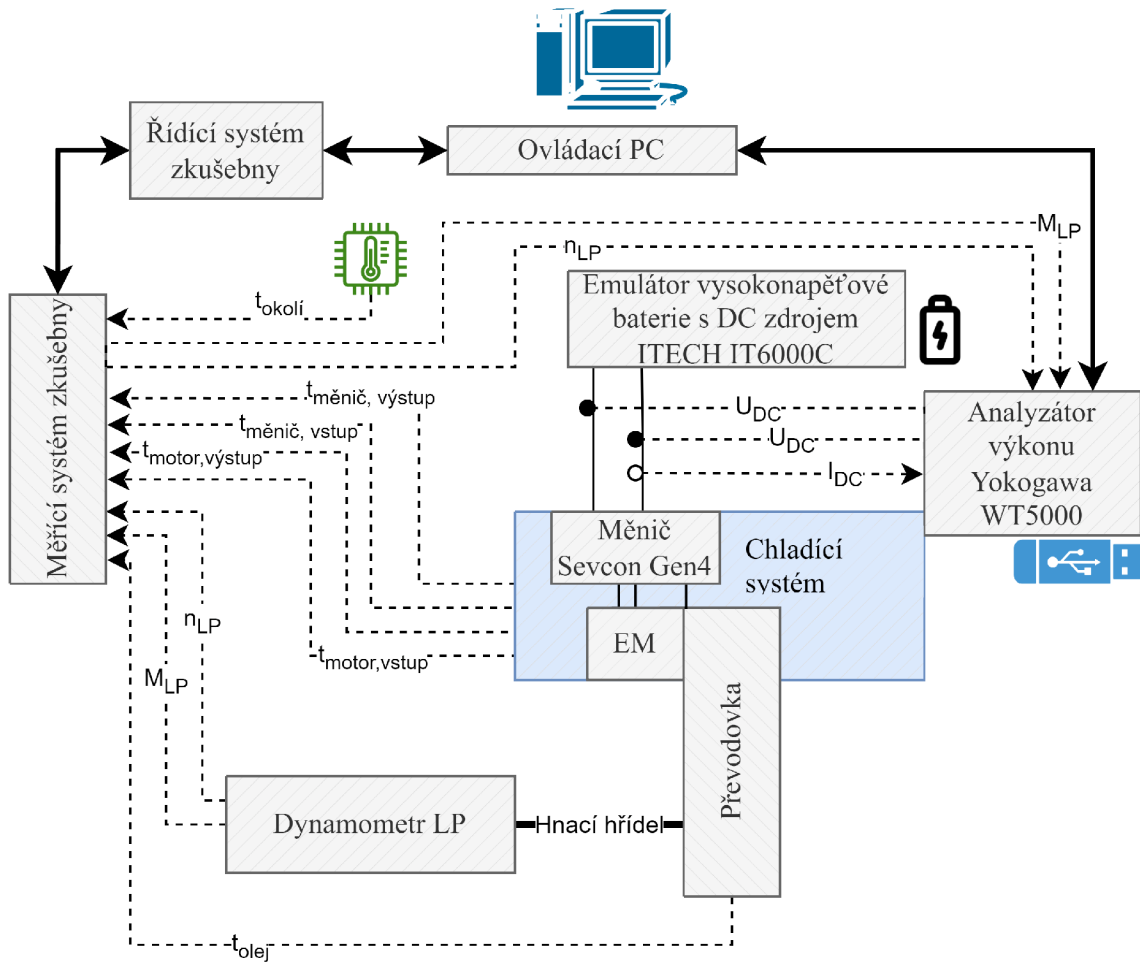 Řídící systém
zkušebny
Ovládací PC
M_LP
n_LP
t_okolí
Emulátor vysokonapěťové
baterie s DC zdrojem
ITECH IT6000C
Měřící systém zkušebny
t_měnič, výstup
t_měnič, vstup
t_motor,výstup
U_DC
U_DC
I_DC
Analyzátor
výkonu
Yokogawa
WT5000
Měnič
Sevcon Gen4
Chladící
systém
EM
t_motor,vstup
n_LP
M_LP
Převodovka
Dynamometr LP
Hnací hřídel
t_olej